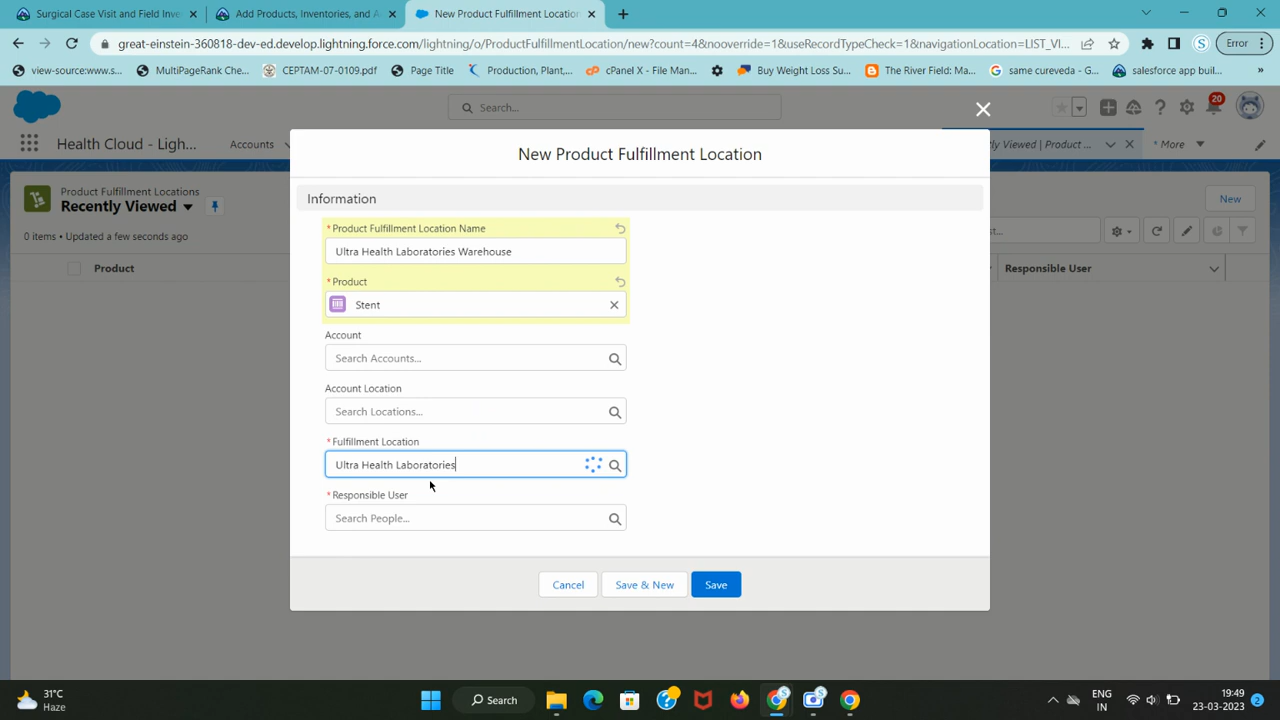 Surgical Case Visit and Field Inve
Add Products, Inventories, and A
New Product Fulfillment Location
great-einstein-360818-dev-ed.develop.lightning.force.com/lightning/o/ProductFulfillmentLocation/new?count=4&nooverride=1&useRecordTypeCheck=1&navigationLocation=LIST_VI...
Error
view-source:www.s...
MultiPageRank Che...
CEPTAM-07-0109.pdf
Page Title
Production, Plant,...
cPanel X - File Man...
Buy Weight Loss Su...
The River Field: Ma...
same cureveda - G...
salesforce app buil...
Search...
20
Health Cloud - Ligh...
Accounts
ly Viewed | Product ...
* More
New Product Fulfillment Location
Product Fulfillment Locations
Recently Viewed
New
0 items • Updated a few seconds ago
st...
Product
Responsible User
Information
* Product Fulfillment Location Name
Ultra Health Laboratories Warehouse
* Product
Stent
Account
Search Accounts...
Account Location
Search Locations...
* Fulfillment Location
Ultra Health Laboratories
* Responsible User
Search People...
Cancel
Save & New
Save
31°C
Haze
Search
ENG
IN
19:49
23-03-2023
2